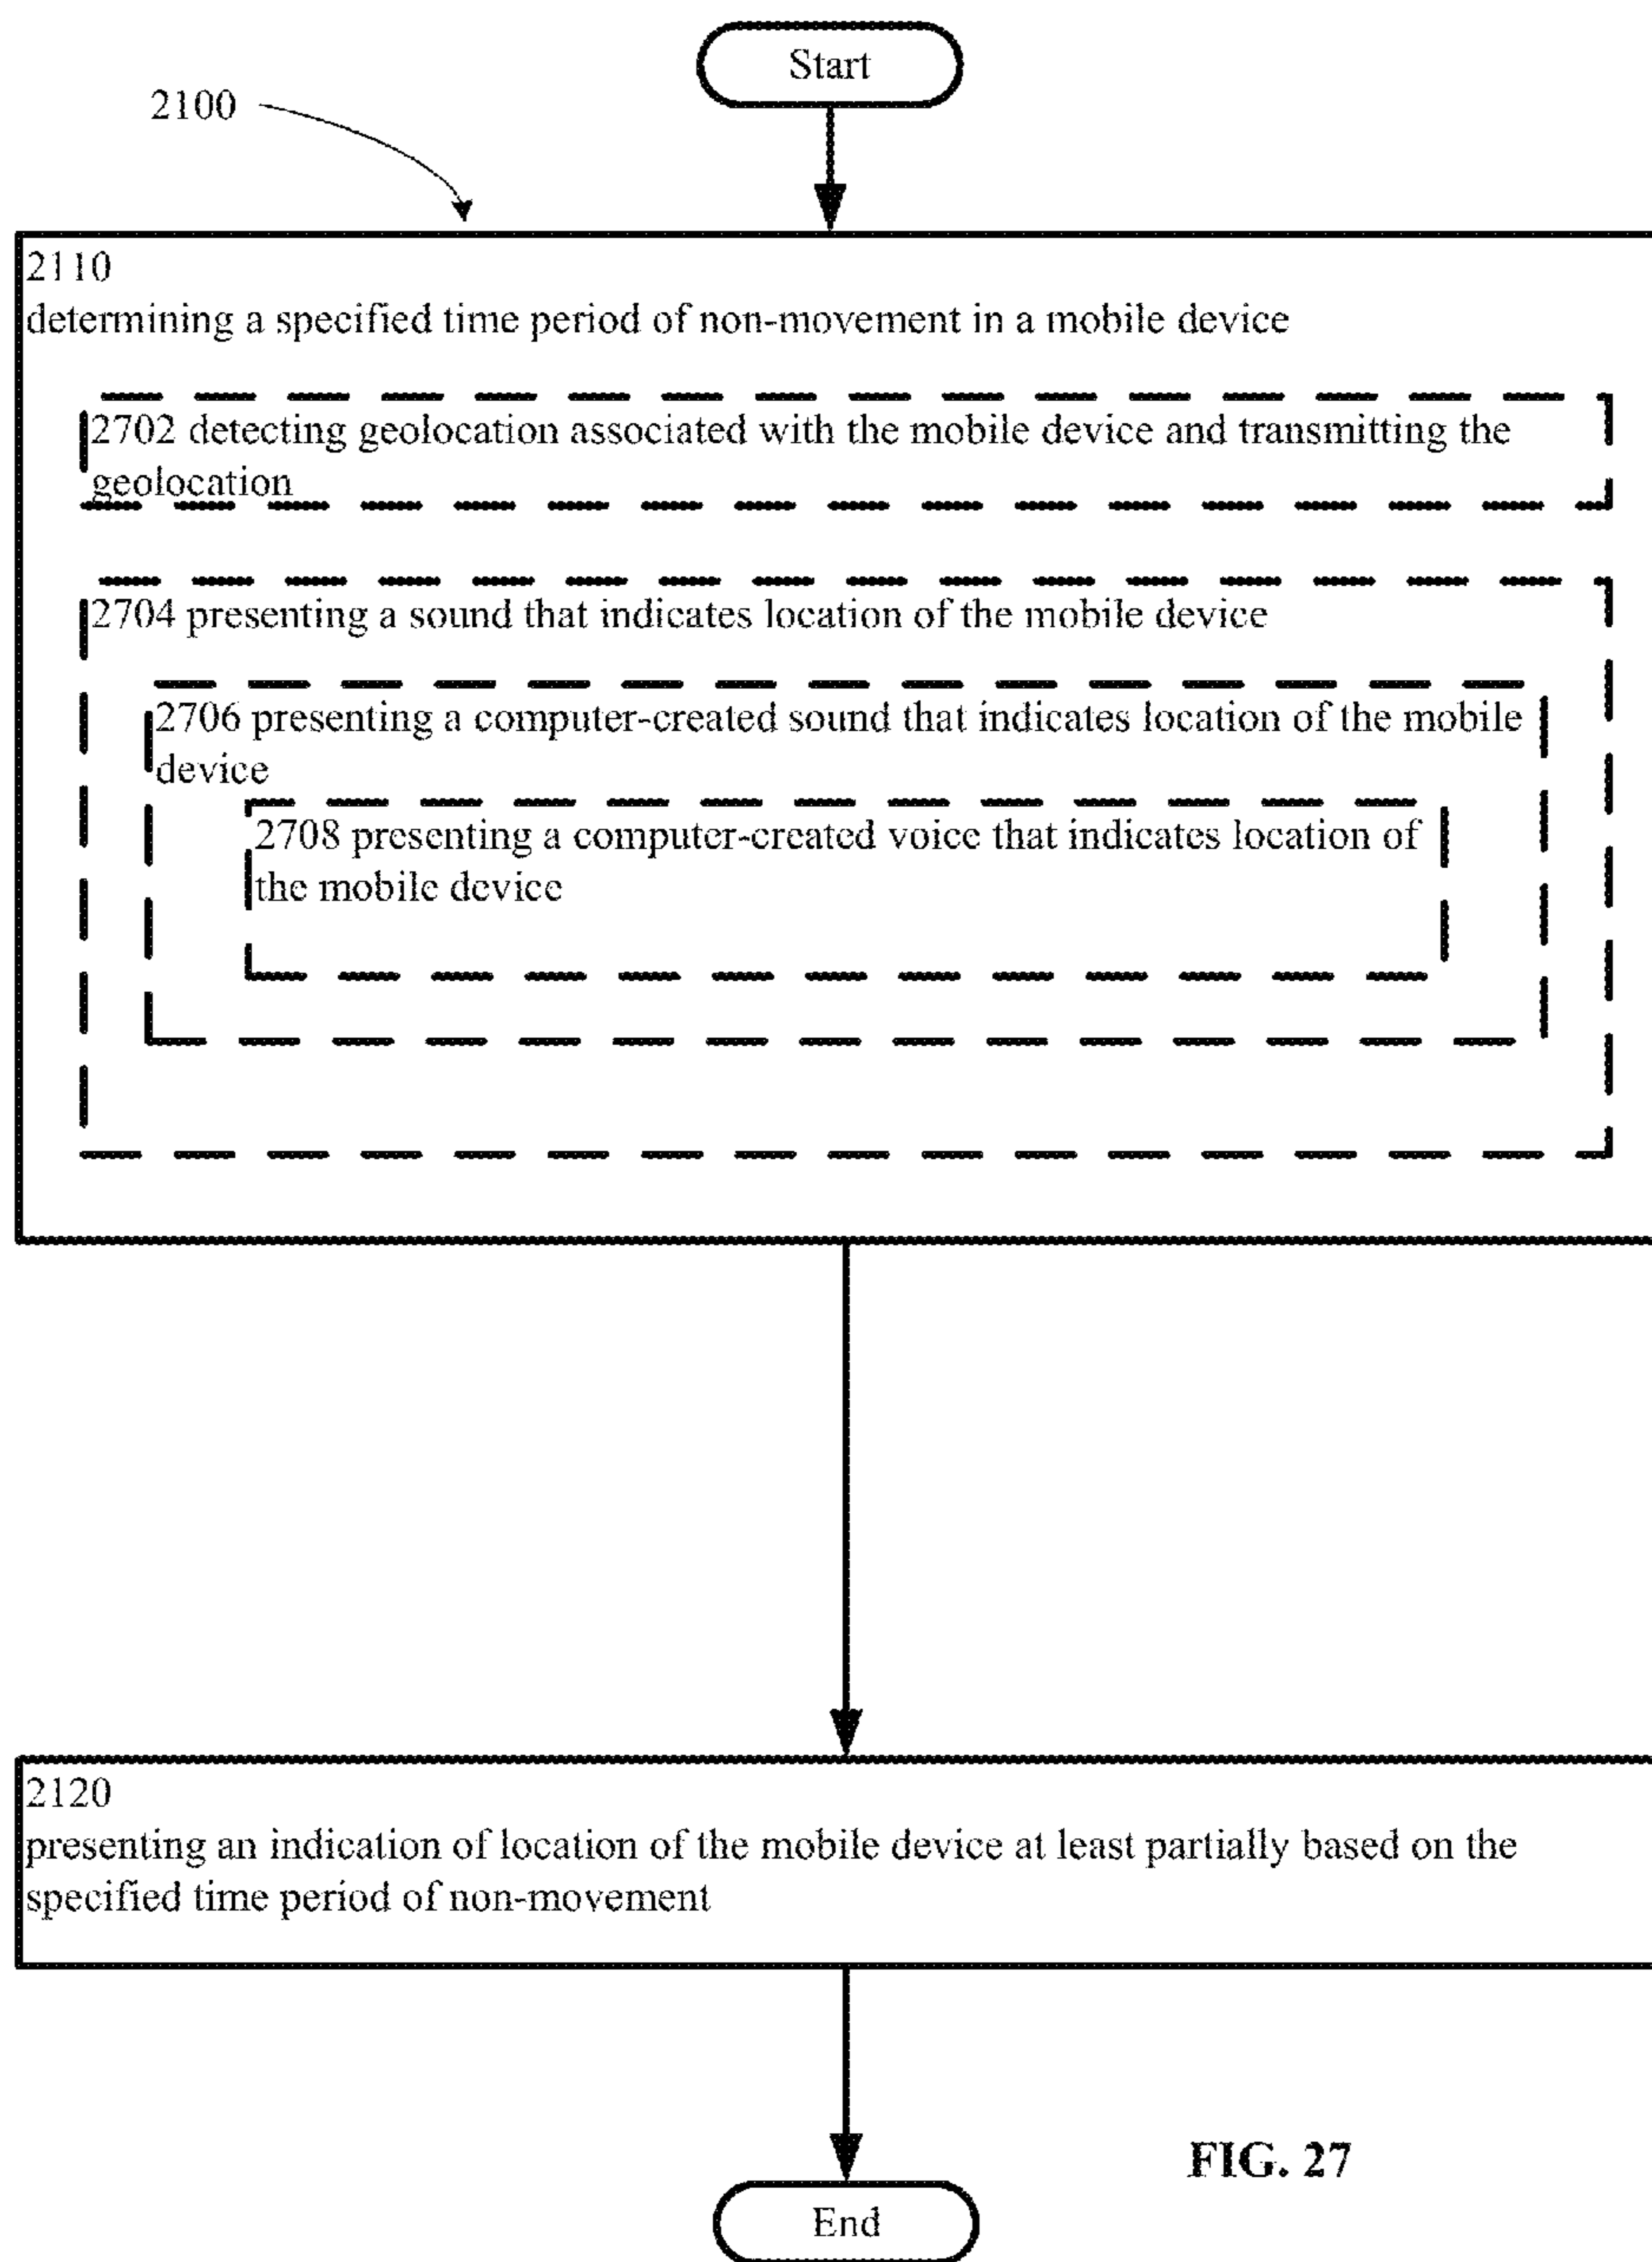 Start
2100
2110
determining a specified time period of non-movement in a mobile device
2702 detecting geolocation associated with the mobile device and transmitting the
geolocation
2704 presenting a sound that indicates location of the mobile device
2706 presenting a computer-created sound that indicates location of the mobile
device
2708 presenting a computer-created voice that indicates location of
the mobile device
2120
presenting an indication of location of the mobile device at least partially based on the
specified time period of non-movement
FIG. 27
End